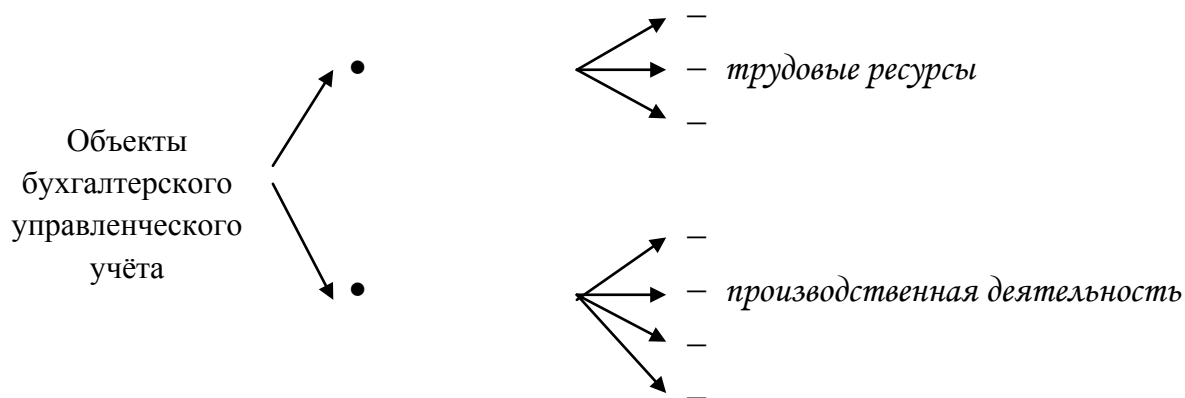 –
• – трудовые ресурсы
–
Объекты
бухгалтерского
управленческого
учёта
–
• – производственная деятельность
–
–